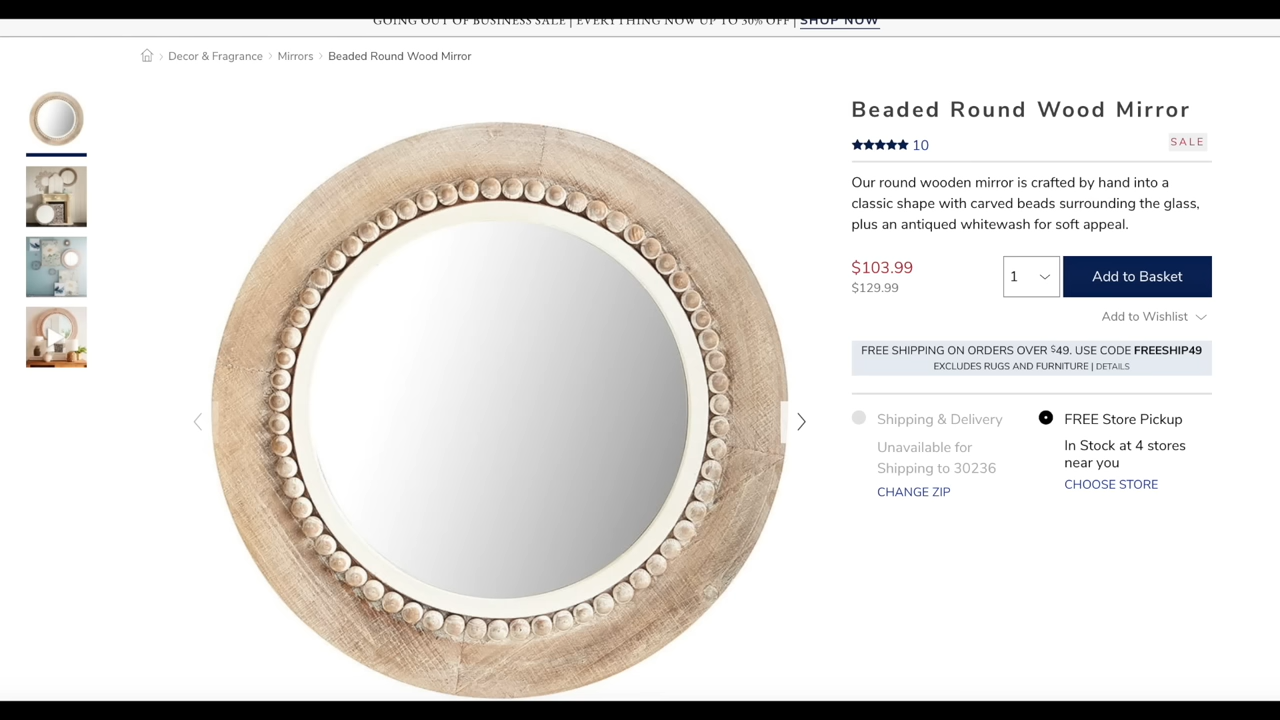 GOING OUT OF BUSINESS SALE | EVERYTHING NOW UP TO 30% OFF | SHOP NOW
Decor & Fragrance > Mirrors > Beaded Round Wood Mirror
Beaded Round Wood Mirror
10
SALE
Our round wooden mirror is crafted by hand into a
classic shape with carved beads surrounding the glass,
plus an antiqued whitewash for soft appeal.
$103.99
$129.99
1
Add to Basket
Add to Wishlist
FREE SHIPPING ON ORDERS OVER $49. USE CODE FREESHIP49
EXCLUDES RUGS AND FURNITURE | DETAILS
Shipping & Delivery
Unavailable for
Shipping to 30236
CHANGE ZIP
FREE Store Pickup
In Stock at 4 stores
near you
CHOOSE STORE